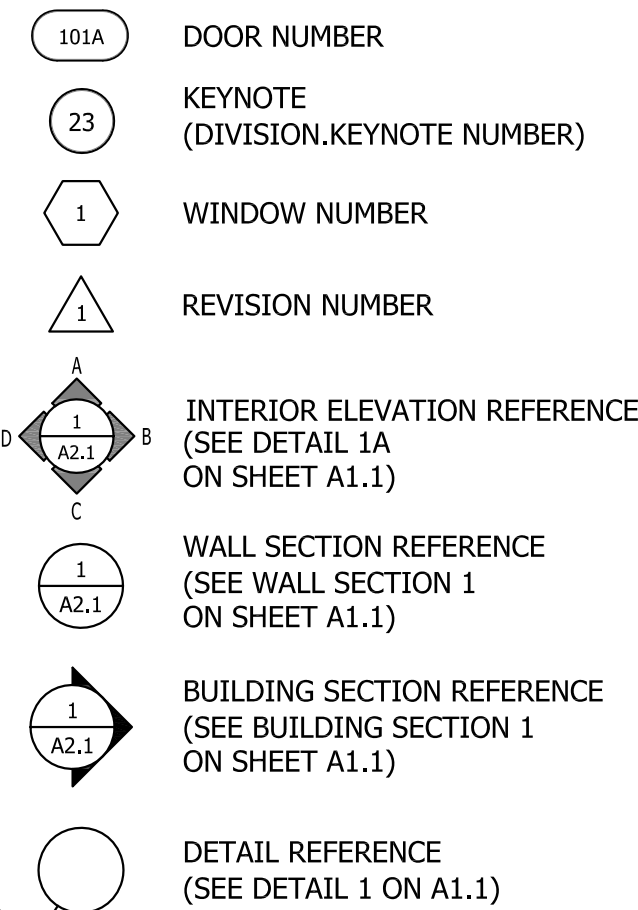 101A DOOR NUMBER
KEYNOTE
23 (DIVISION.KEYNOTE NUMBER)
1 WINDOW NUMBER
1 REVISION NUMBER
A
INTERIOR ELEVATION REFERENCE
1
D B (SEE DETAIL 1A
A2.1
ON SHEET A1.1)
C
WALL SECTION REFERENCE
1 (SEE WALL SECTION 1
A2.1 ON SHEET A1.1)
BUILDING SECTION REFERENCE
1 (SEE BUILDING SECTION 1
A2.1 ON SHEET A1.1)
DETAIL REFERENCE
(SEE DETAIL 1 ON A1.1)